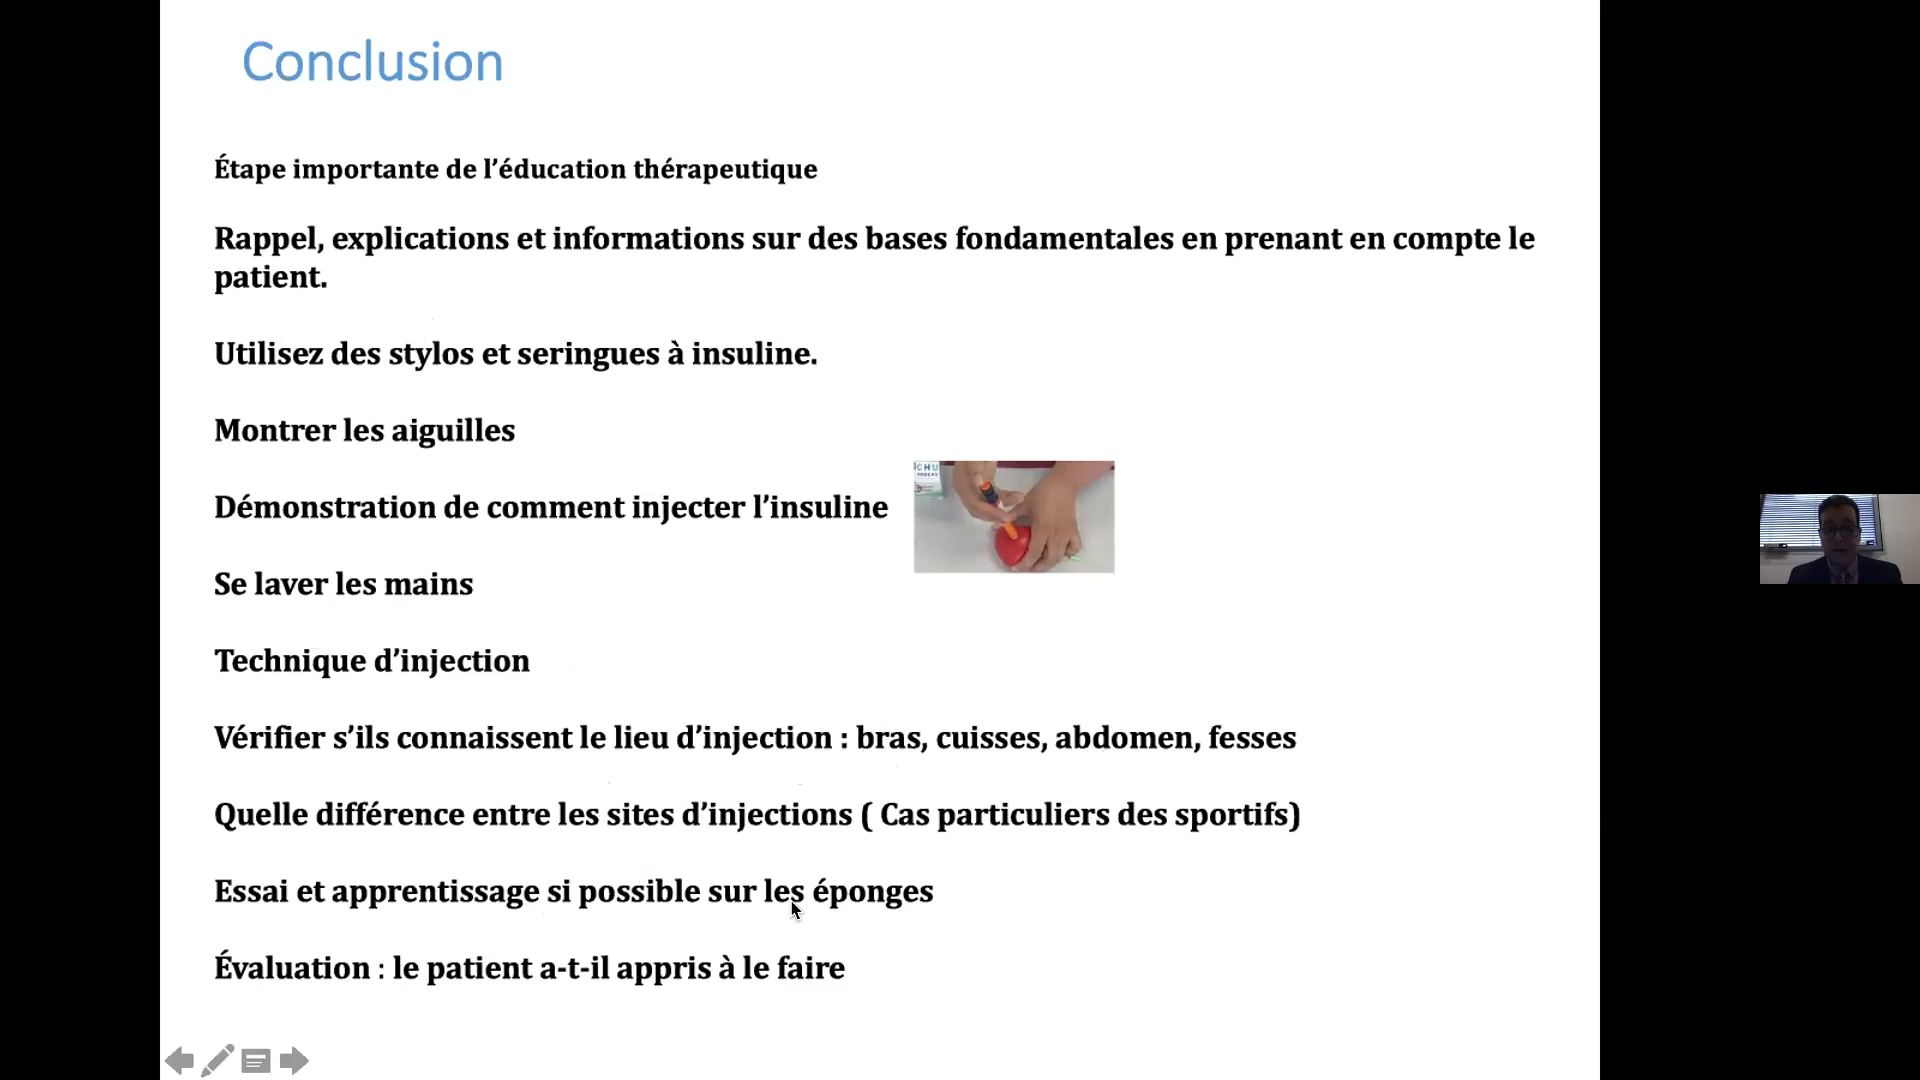 Conclusion
Étape importante de l’éducation thérapeutique
Rappel, explications et informations sur des bases fondamentales en prenant en compte le
patient.
Utilisez des stylos et seringues à insuline.
Montrer les aiguilles
Démonstration de comment injecter l’insuline
CHU
Se laver les mains
Technique d’injection
Vérifier s’ils connaissent le lieu d’injection : bras, cuisses, abdomen, fesses
Quelle différence entre les sites d’injections ( Cas particuliers des sportifs)
Essai et apprentissage si possible sur les éponges
Évaluation : le patient a-t-il appris à le faire